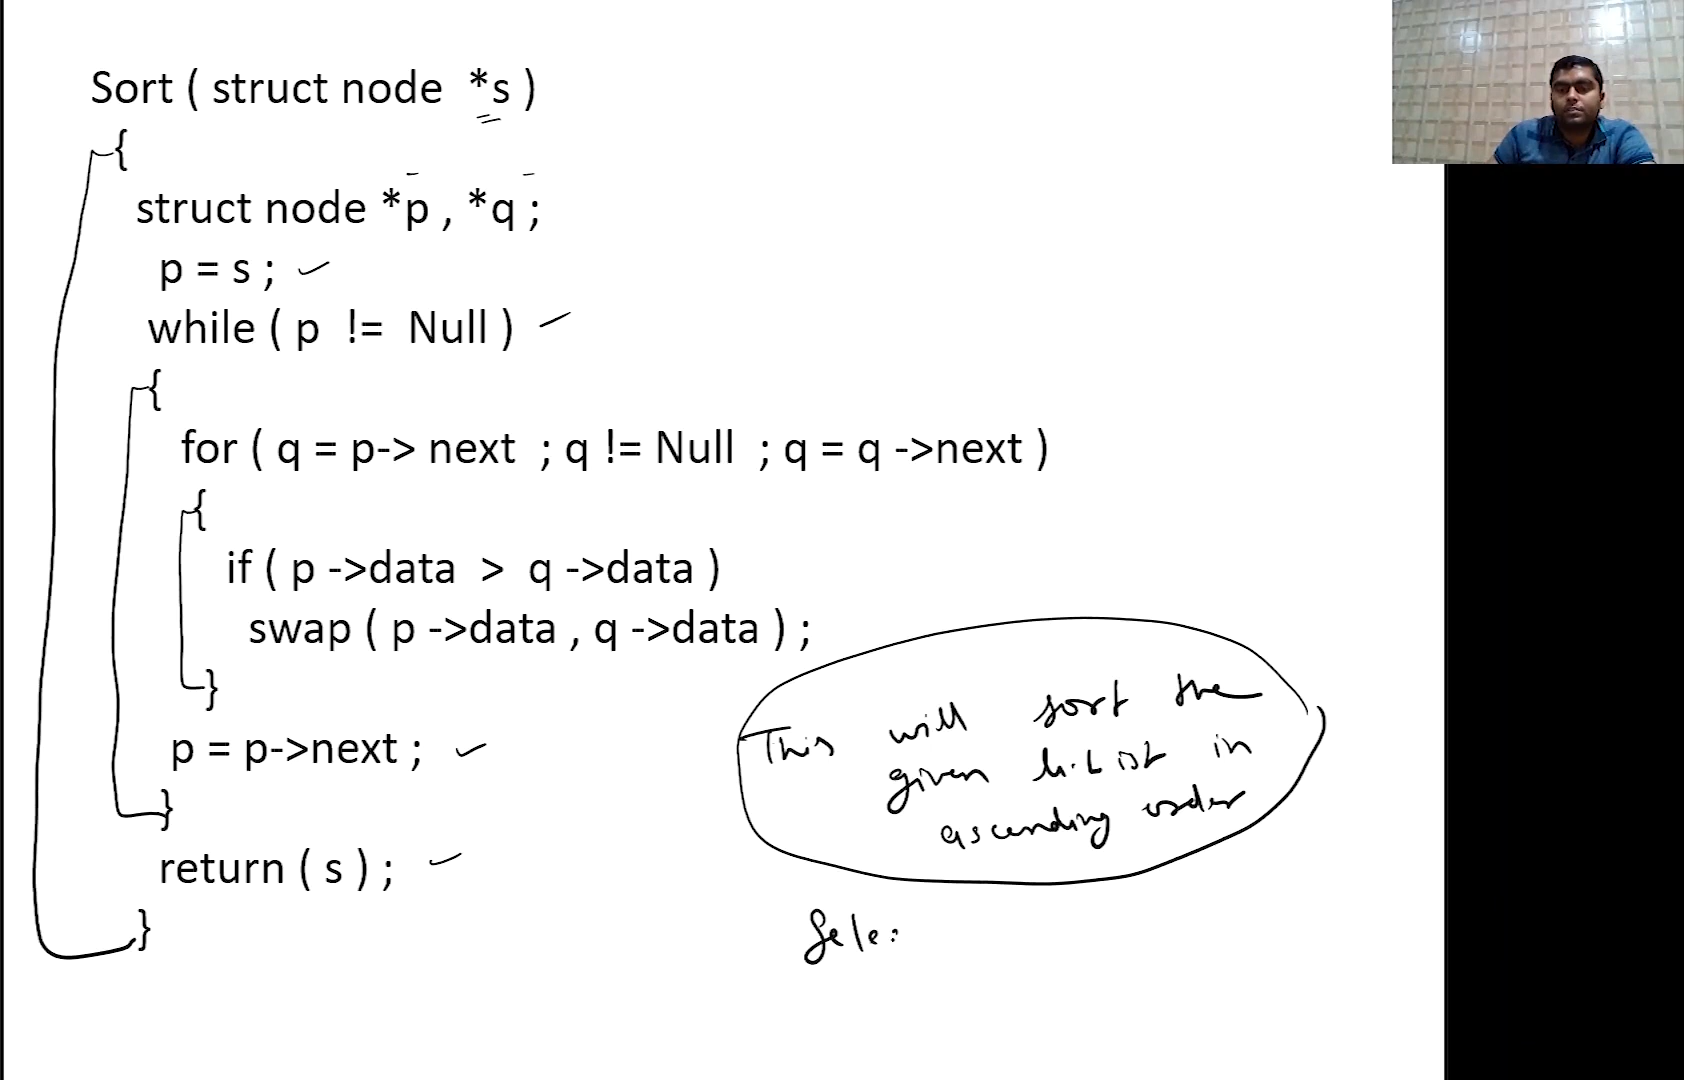 Sort ( struct node *s )
{
struct node *p , *q ;
p = s ;
while ( p != Null )
{
for ( q = p-> next ; q != Null ; q = q ->next )
{
if ( p ->data > q ->data )
swap ( p ->data , q ->data ) ;
}
p = p->next ;
}
return ( s ) ;
}
This will sort the
given li.List in
ascending order
Sele